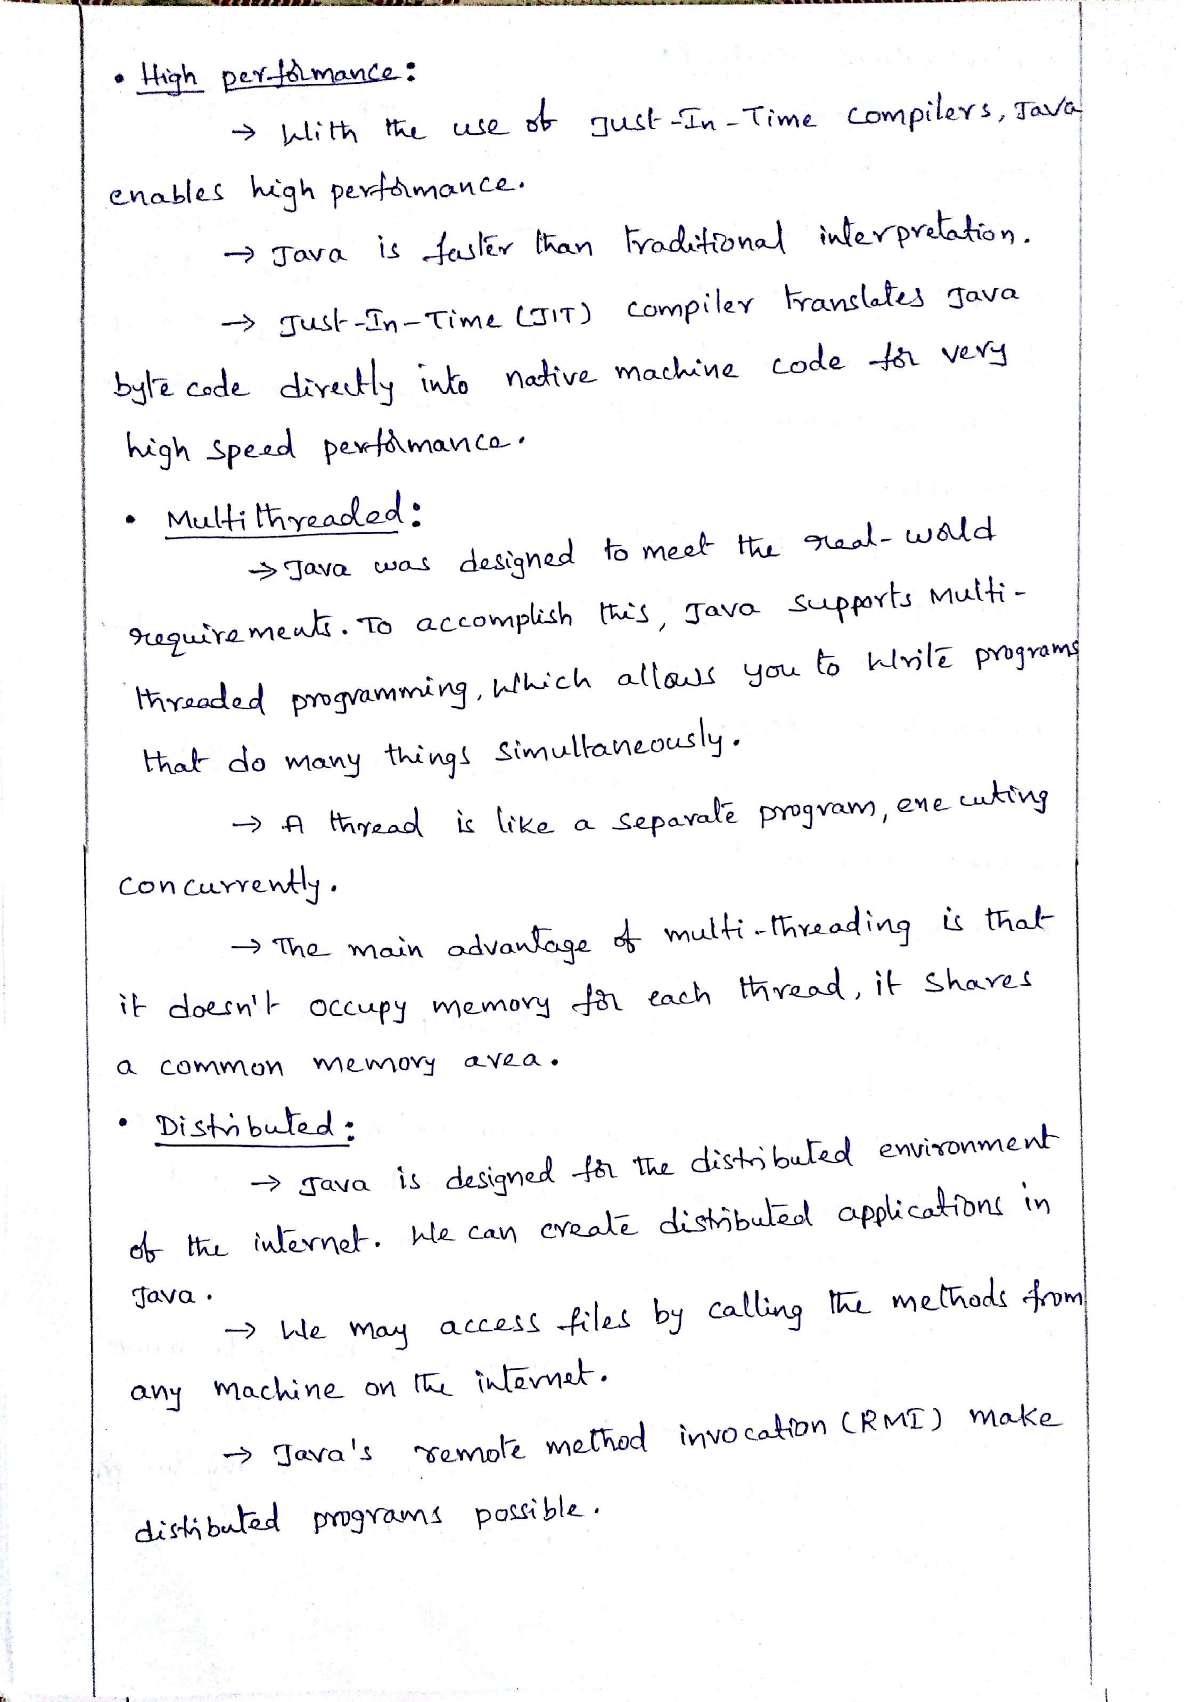 • High performance:
→ With the use of Just-In-Time compilers, Java
enables high performance.
→ Java is faster than traditional interpretation.
→ Just-In-Time (JIT) compiler translates Java
byte code directly into native machine code for very
high speed performance.
• Multithreaded:
→ Java was designed to meet the real-world
requirements. To accomplish this, Java supports Multi-
threaded programming, which allows you to write programs
that do many things simultaneously.
→ A thread is like a separate program, executing
concurrently.
→ The main advantage of multi-threading is that
it doesn't occupy memory for each thread, it shares
a common memory area.
• Distributed:
→ Java is designed for the distributed environment
of the internet. We can create distributed applications in
Java.
→ We may access files by calling the methods from
any machine on the internet.
→ Java's remote method invocation (RMI) make
distributed programs possible.